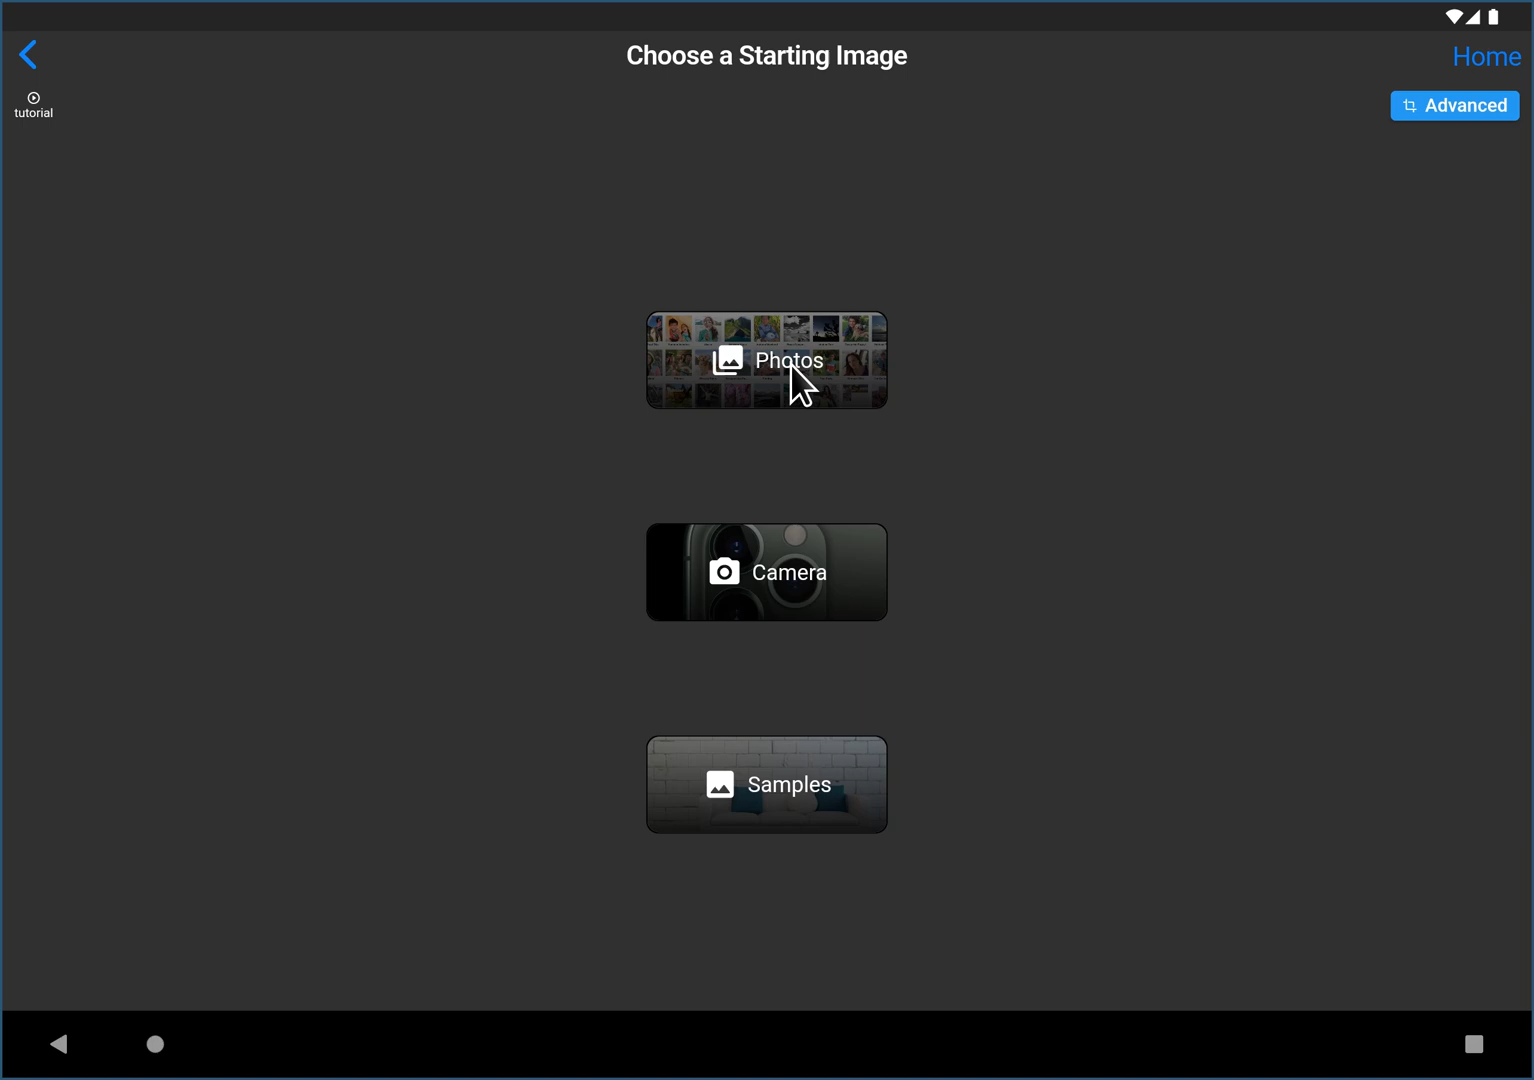 Choose a Starting Image
Home
tutorial
Advanced
Photos
Camera
Samples